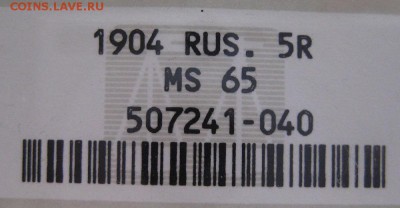 COINS.LAVE.RU
1904 RUS. 5R
MS 65
507241-040